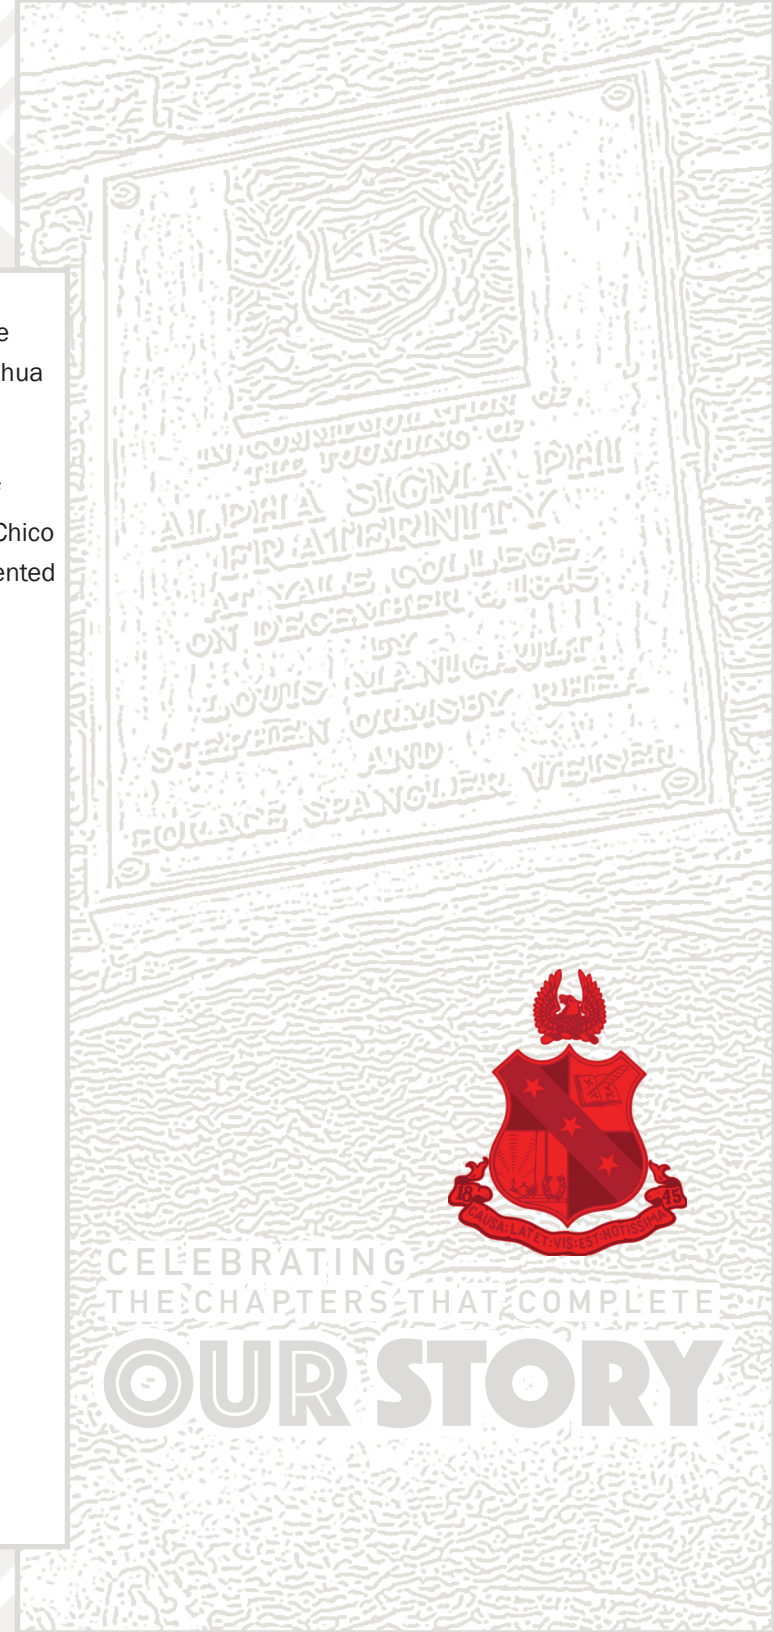 e
hua
Chico
ented
IN COMMEMORATION OF
THE FOUNDING OF
ALPHA SIGMA PHI
FRATERNITY
AT YALE COLLEGE
ON DECEMBER 6, 1845
BY
LOUIS MANIGAULT
STEPHEN ORMSBY RHEA
AND
HORACE SPANGLER WEISER
18 45
CAUSA:LATET:VIS:EST:NOTISSIMA
CELEBRATING
THE CHAPTERS THAT COMPLETE
OUR STORY